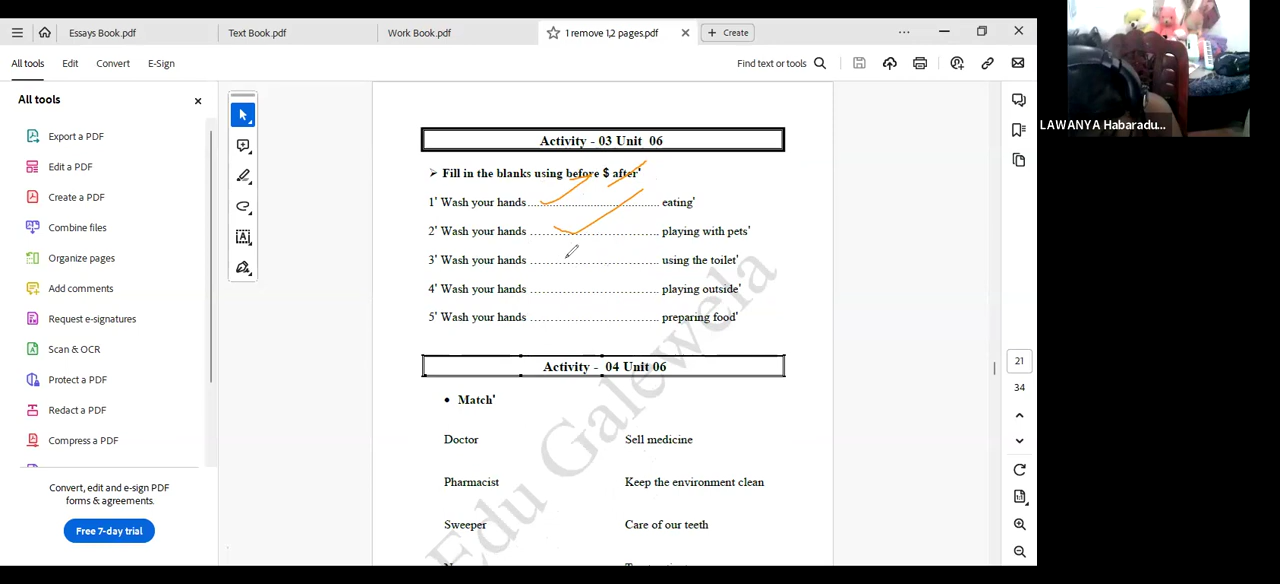 Essays Book.pdf
Text Book.pdf
Work Book.pdf
1 remove 1,2 pages.pdf
+ Create
All tools
Edit
Convert
E-Sign
Find text or tools
All tools
Export a PDF
Edit a PDF
Create a PDF
Combine files
Organize pages
Add comments
Request e-signatures
Scan & OCR
Protect a PDF
Redact a PDF
Compress a PDF
Convert, edit and e-sign PDF
forms & agreements.
Free 7-day trial
Activity - 03 Unit 06
➢ Fill in the blanks using before $ after'
1' Wash your hands ........................................ eating'
2' Wash your hands ........................................ playing with pets'
3' Wash your hands ........................................ using the toilet'
4' Wash your hands ........................................ playing outside'
5' Wash your hands ........................................ preparing food'
Activity - 04 Unit 06
• Match'
Doctor Sell medicine
Pharmacist Keep the environment clean
Sweeper Care of our teeth
Edu Galewela
21
34
LAWANYA Habaradu...